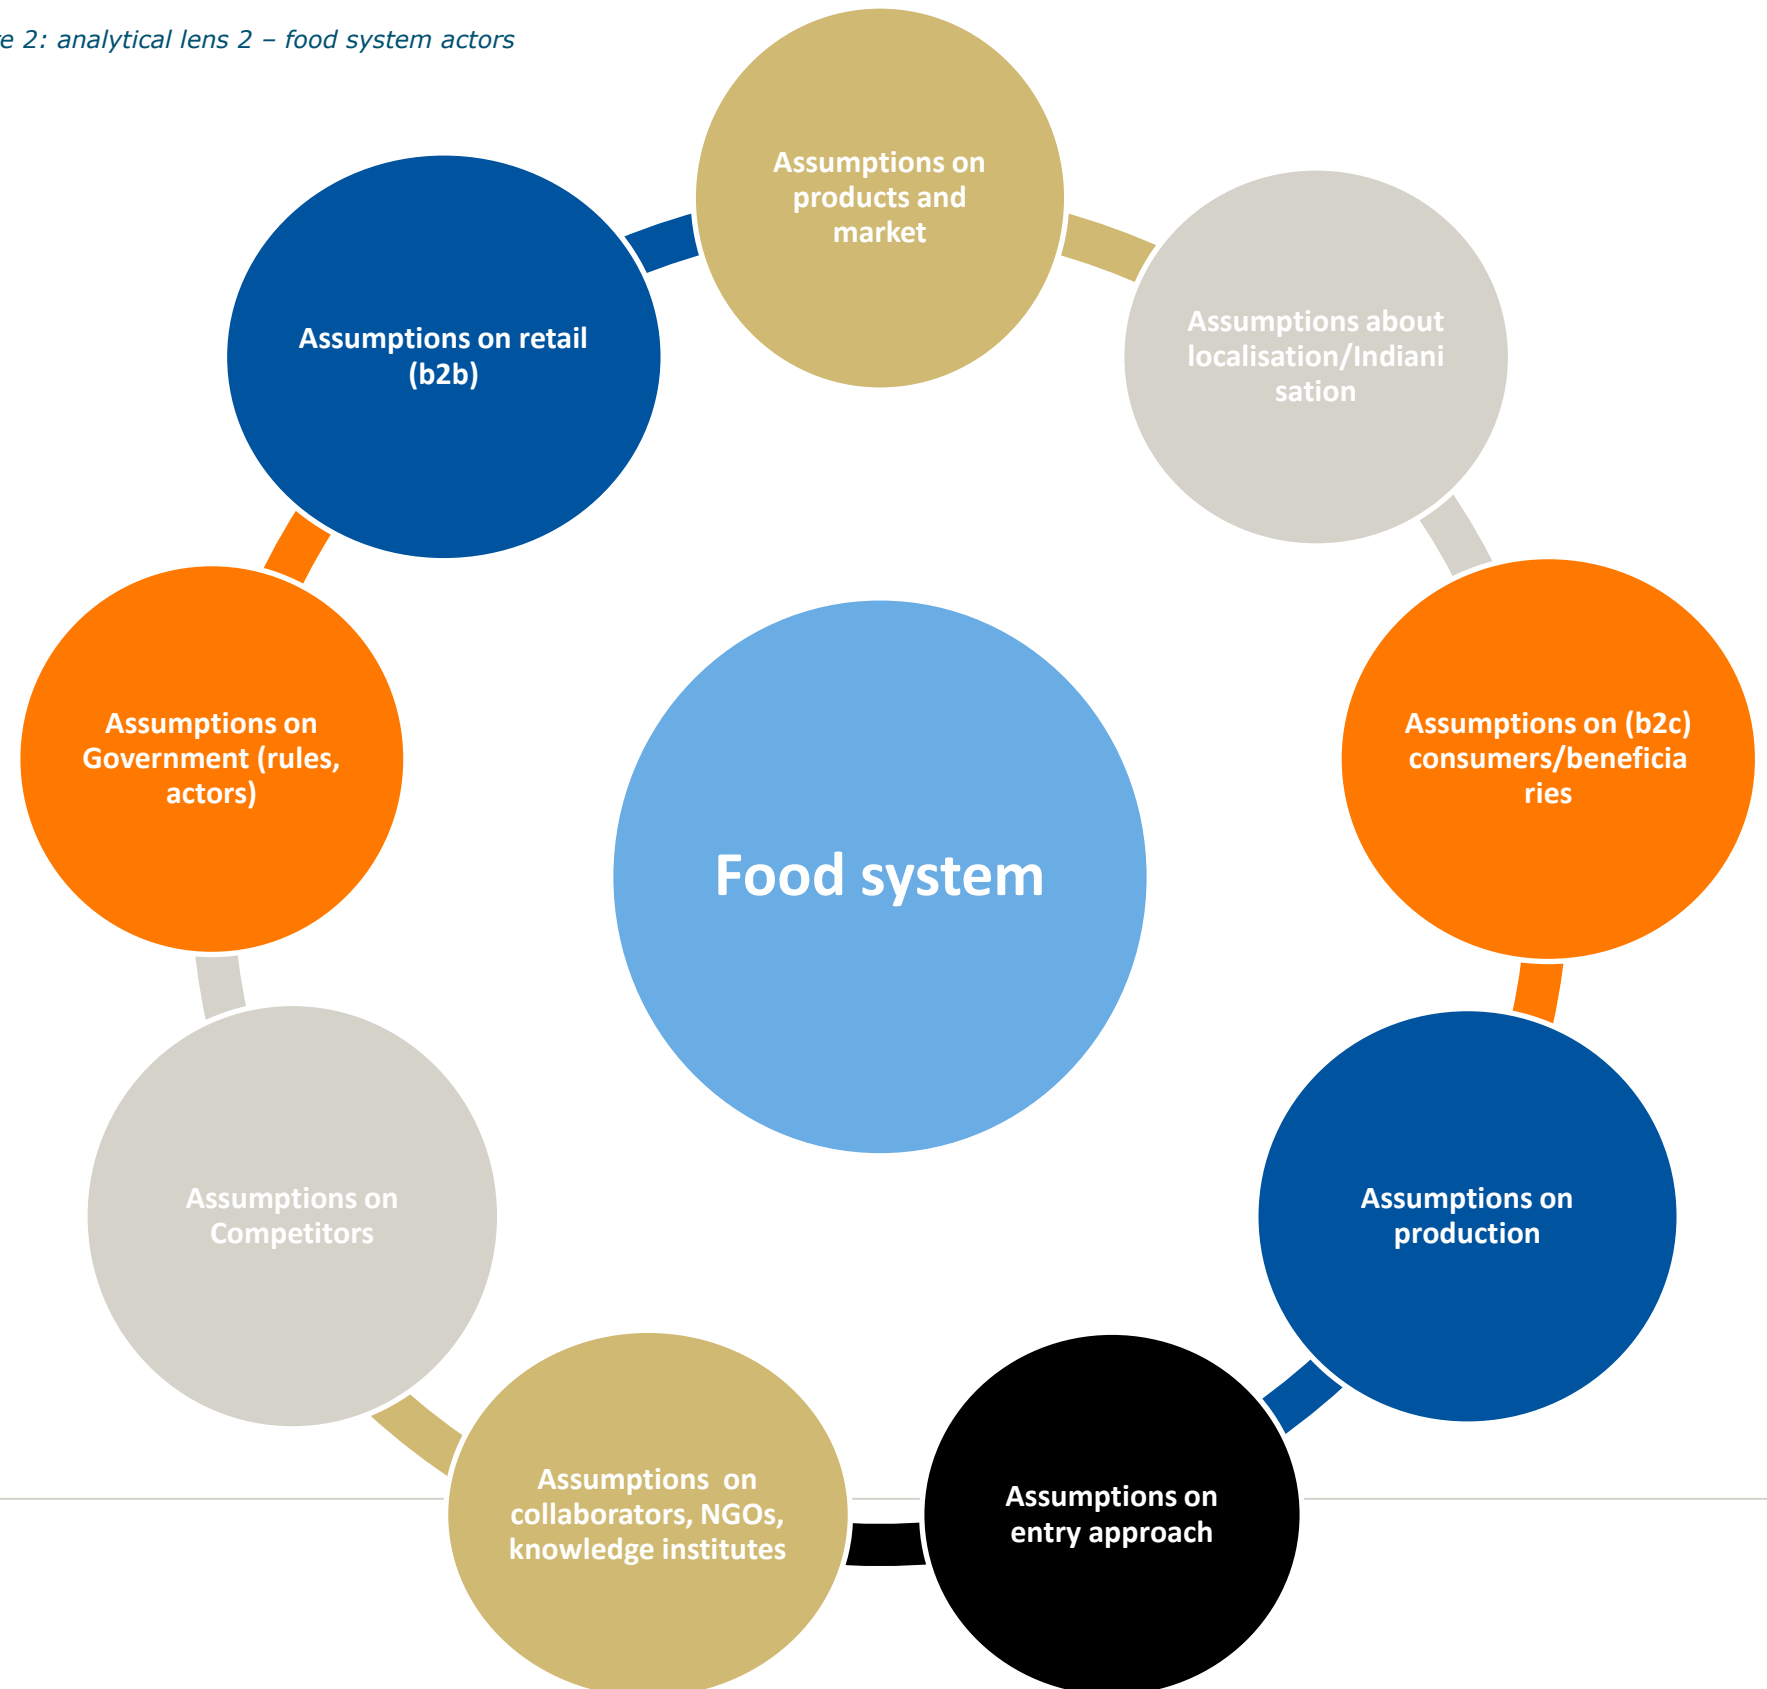 e 2: analytical lens 2 – food system actors
Assumptions on
products and
market
Assumptions about
localisation/Indiani
sation
Assumptions on (b2c)
consumers/beneficia
ries
Assumptions on
production
Assumptions on
entry approach
Assumptions  on
collaborators, NGOs,
knowledge institutes
Assumptions on
Competitors
Assumptions on
Government (rules,
actors)
Assumptions on retail
(b2b)
Food system